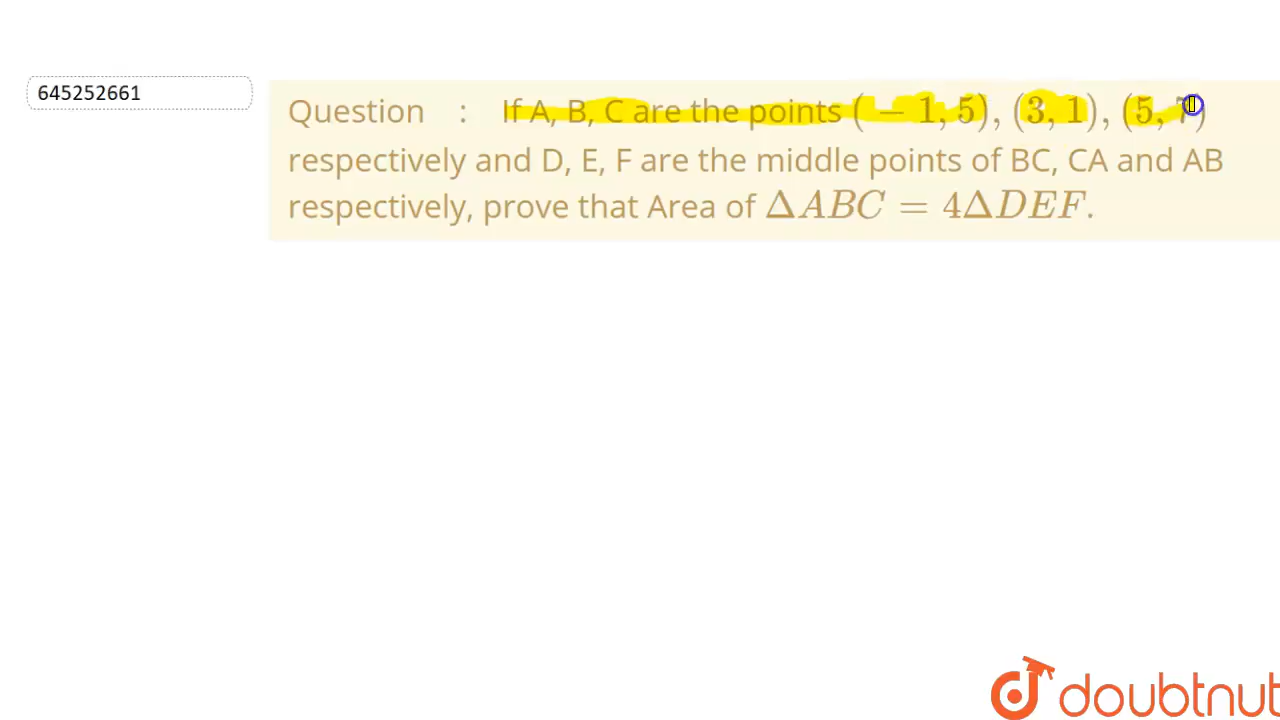 645252661
Question : If A, B, C are the points (−1, 5), (3, 1), (5, 7)
respectively and D, E, F are the middle points of BC, CA and AB
respectively, prove that Area of ΔABC = 4ΔDEF.
doubtnut